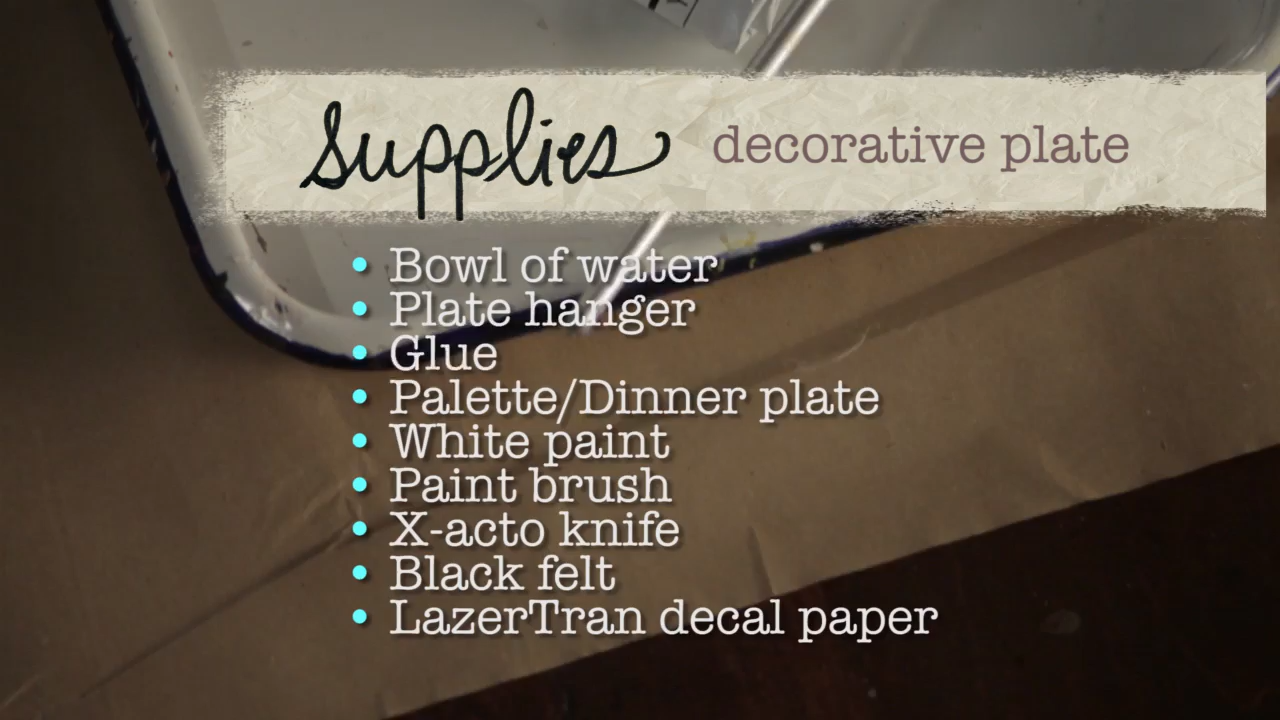 Supplies decorative plate
• Bowl of water
• Plate hanger
• Glue
• Palette/Dinner plate
• White paint
• Paint brush
• X-acto knife
• Black felt
• LazerTran decal paper